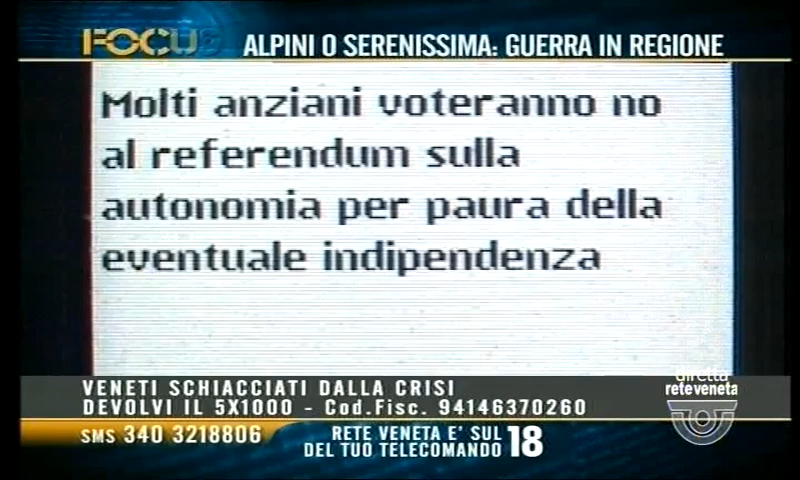 FOCUS
ALPINI O SERENISSIMA: GUERRA IN REGIONE
Molti anziani voteranno no
al referendum sulla
autonomia per paura della
eventuale indipendenza
diretta
reteveneta
VENETI SCHIACCIATI DALLA CRISI
DEVOLVI IL 5X1000 - Cod.Fisc. 94146370260
SMS 340 3218806
RETE VENETA E' SUL 18
DEL TUO TELECOMANDO